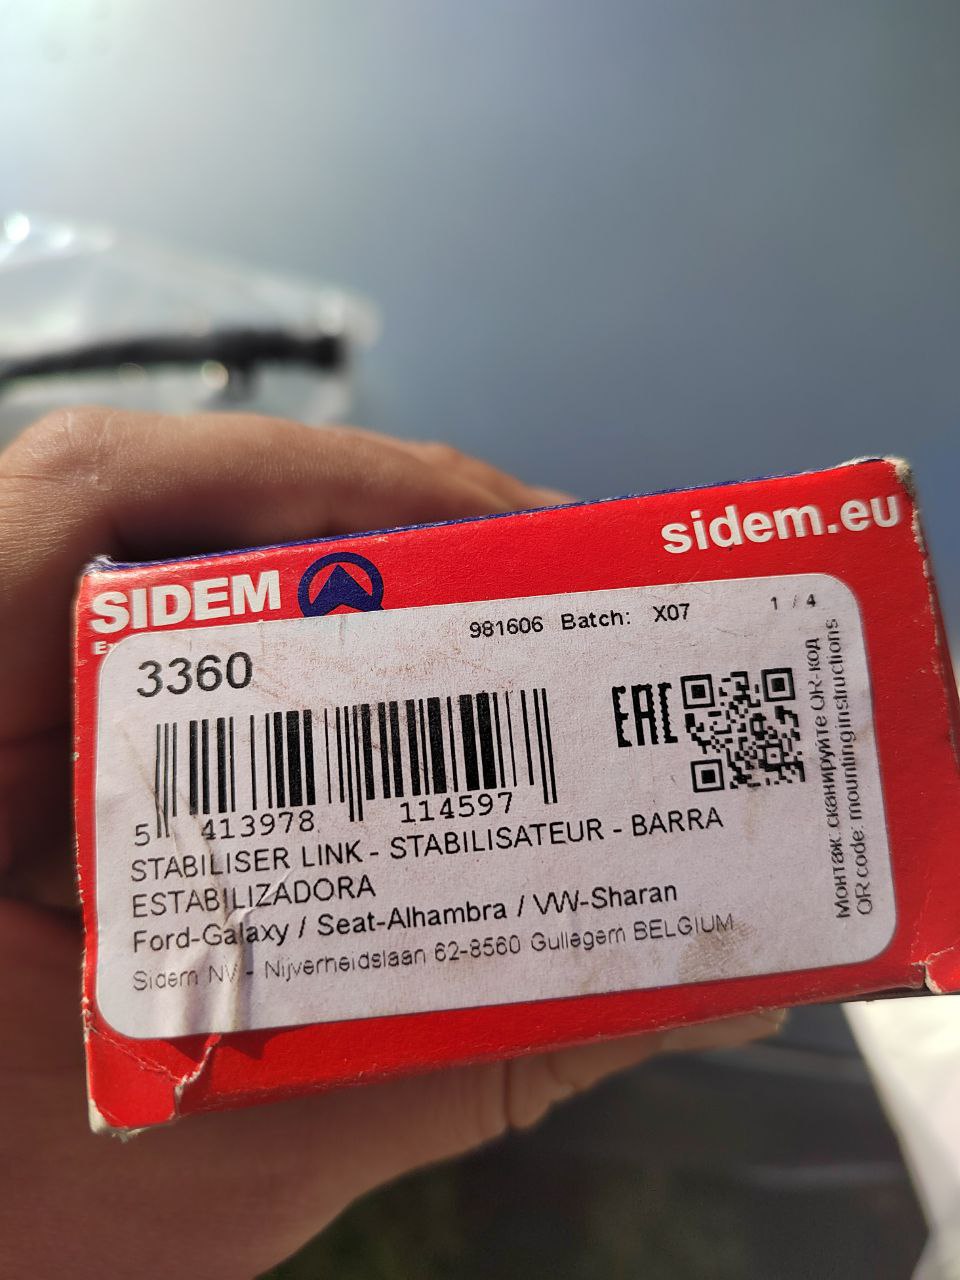 sidem.eu
SIDEM
981606 Batch: X07 1 / 4
3360
EAC
5 413978 114597
STABILISER LINK - STABILISATEUR - BARRA
ESTABILIZADORA
Ford-Galaxy / Seat-Alhambra / VW-Sharan
Sidem NV - Nijverheidslaan 62-8560 Gullegem BELGIUM
Монтаж: сканируйте QR-код
QR code: mounting instructions